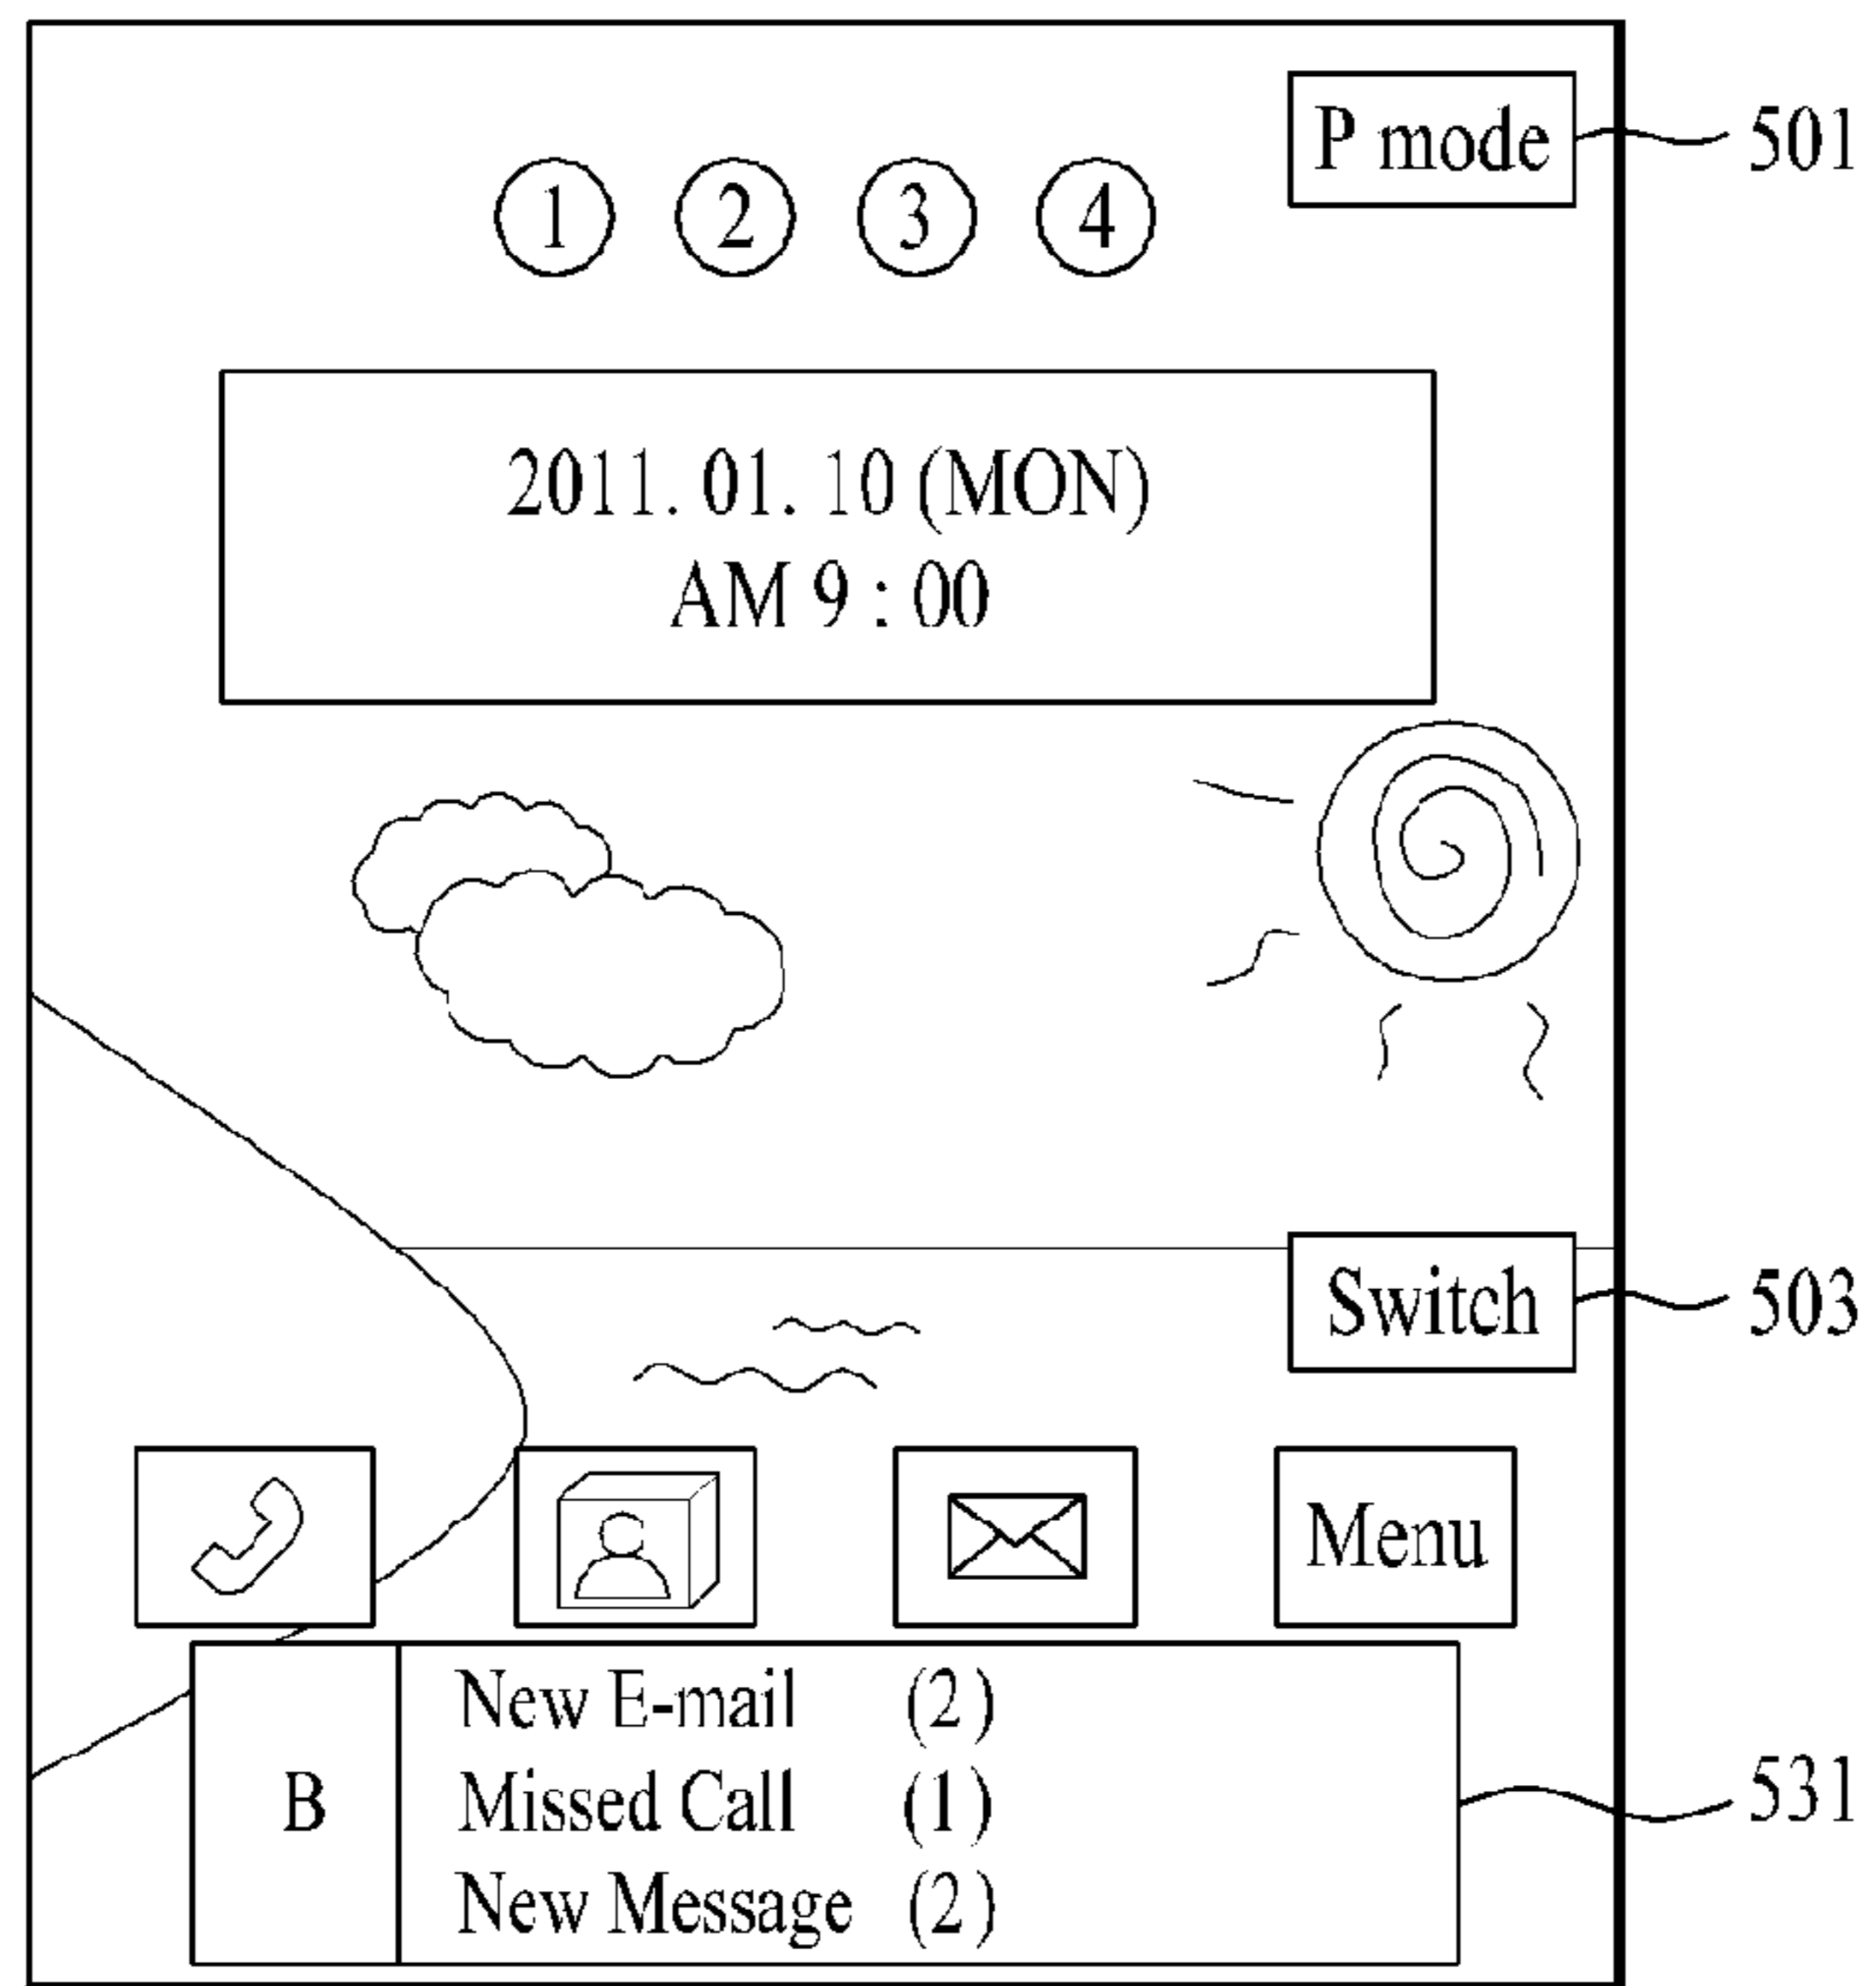 P mode 501
1 2 3 4
2011. 01. 10 (MON)
AM 9 : 00
Switch 503
Menu
B
New E-mail (2)
Missed Call (1)
New Message (2)
531